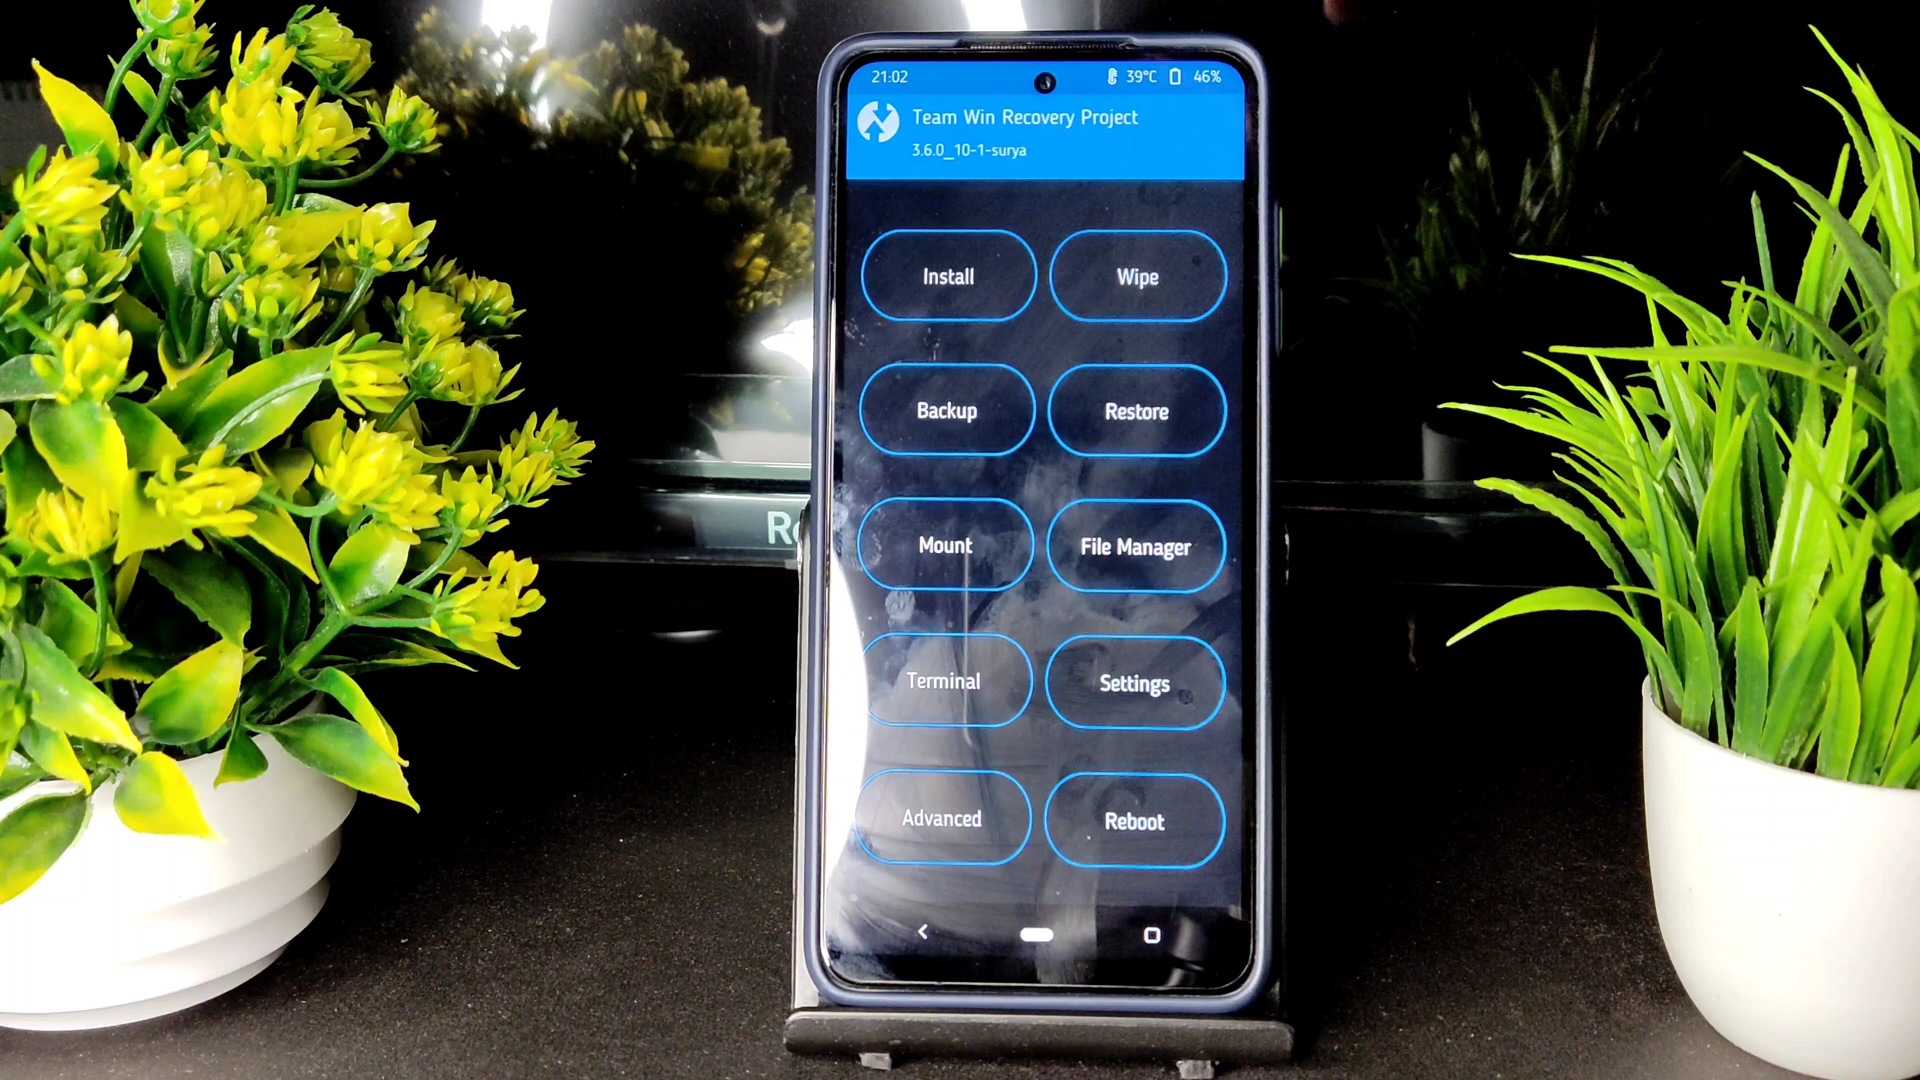 21:02 39°C 46%
Team Win Recovery Project
3.6.0_10-1-surya
Install Wipe
Backup Restore
Mount File Manager
Terminal Settings
Advanced Reboot